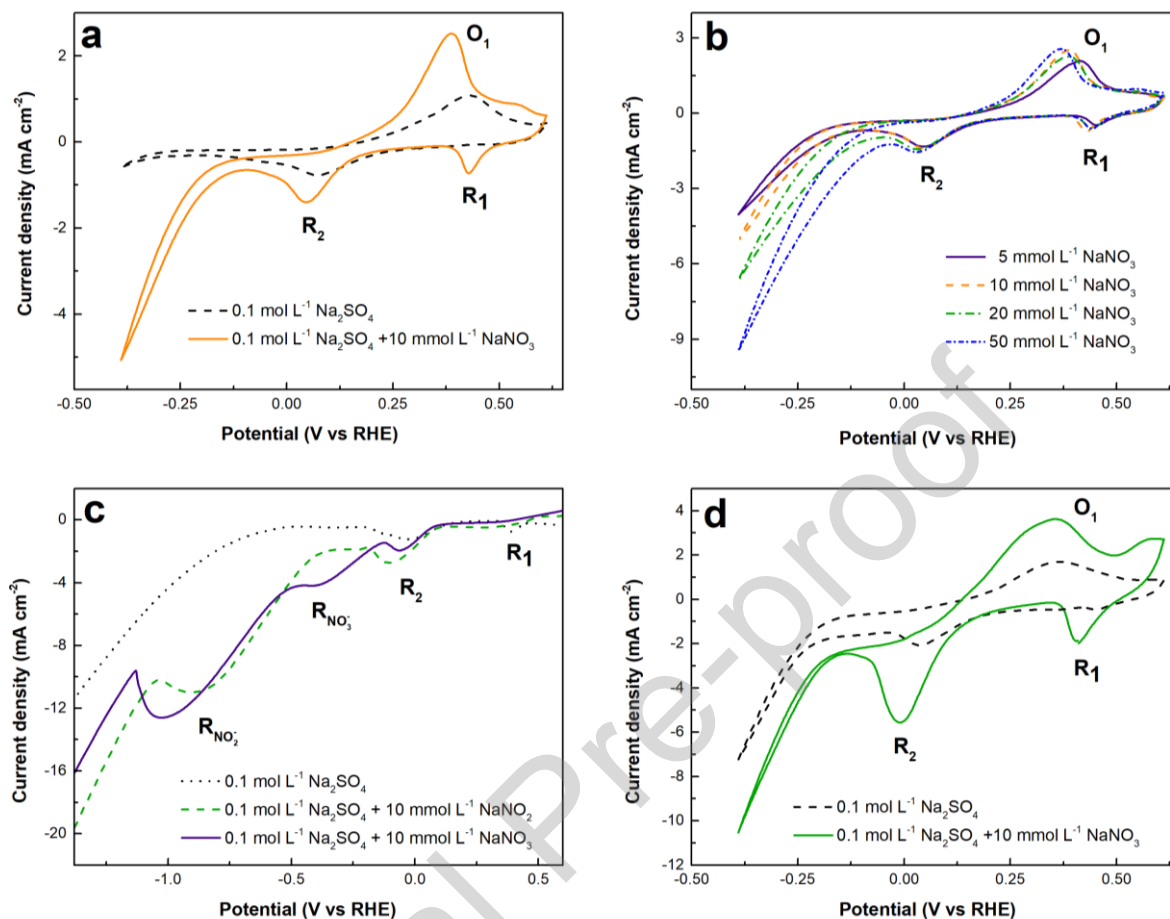 a
O₁
2
0
-2
-4
R₂
R₁
0.1 mol L⁻¹ Na₂SO₄
0.1 mol L⁻¹ Na₂SO₄ +10 mmol L⁻¹ NaNO₃
-0.50 -0.25 0.00 0.25 0.50
Potential (V vs RHE)
Current density (mA cm⁻²)
b
O₁
3
0
-3
-6
-9
R₂
R₁
5 mmol L⁻¹ NaNO₃
10 mmol L⁻¹ NaNO₃
20 mmol L⁻¹ NaNO₃
50 mmol L⁻¹ NaNO₃
-0.50 -0.25 0.00 0.25 0.50
Potential (V vs RHE)
Current density (mA cm⁻²)
c
0
-4
-8
-12
-16
-20
R₁
R₂
R NO₃⁻
R NO₂⁻
0.1 mol L⁻¹ Na₂SO₄
0.1 mol L⁻¹ Na₂SO₄ + 10 mmol L⁻¹ NaNO₂
0.1 mol L⁻¹ Na₂SO₄ + 10 mmol L⁻¹ NaNO₃
-1.0 -0.5 0.0 0.5
Potential (V vs RHE)
Current density (mA cm⁻²)
d
O₁
4
2
0
-2
-4
-6
-8
-10
-12
R₂
R₁
0.1 mol L⁻¹ Na₂SO₄
0.1 mol L⁻¹ Na₂SO₄ +10 mmol L⁻¹ NaNO₃
-0.50 -0.25 0.00 0.25 0.50
Potential (V vs RHE)
Current density (mA cm⁻²)
l Pre-proof